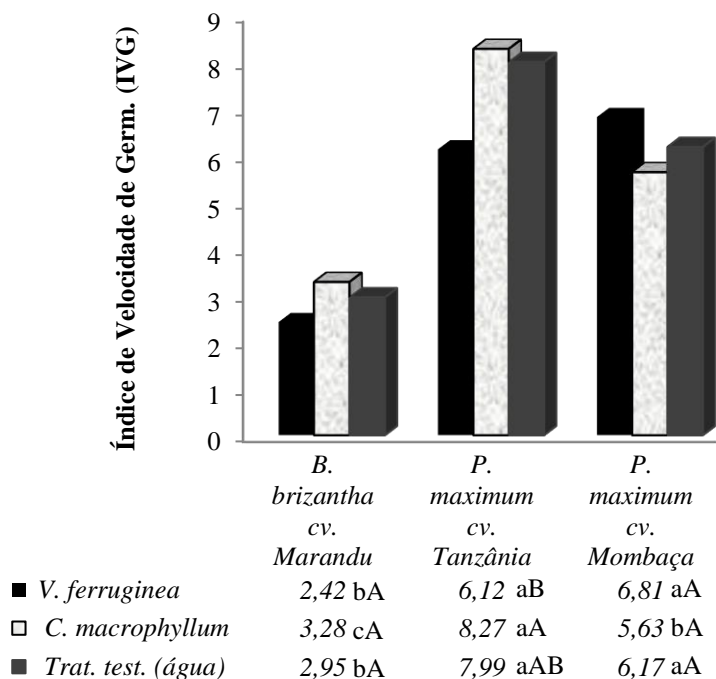 Índice de Velocidade de Germ. (IVG)
9
8
7
6
5
4
3
2
1
0
B. brizantha cv. Marandu
P. maximum cv. Tanzânia
P. maximum cv. Mombaça
V. ferruginea 2,42 bA 6,12 aB 6,81 aA
C. macrophyllum 3,28 cA 8,27 aA 5,63 bA
Trat. test. (água) 2,95 bA 7,99 aAB 6,17 aA